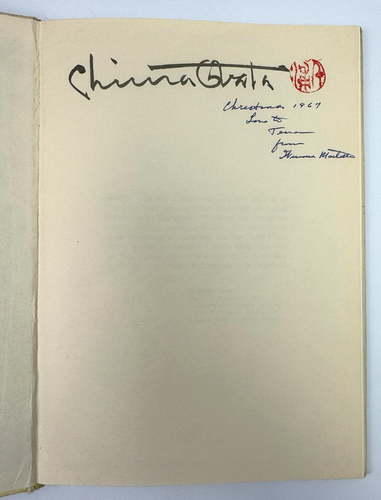 Chiura Obata
Christmas 1967
Love to
from